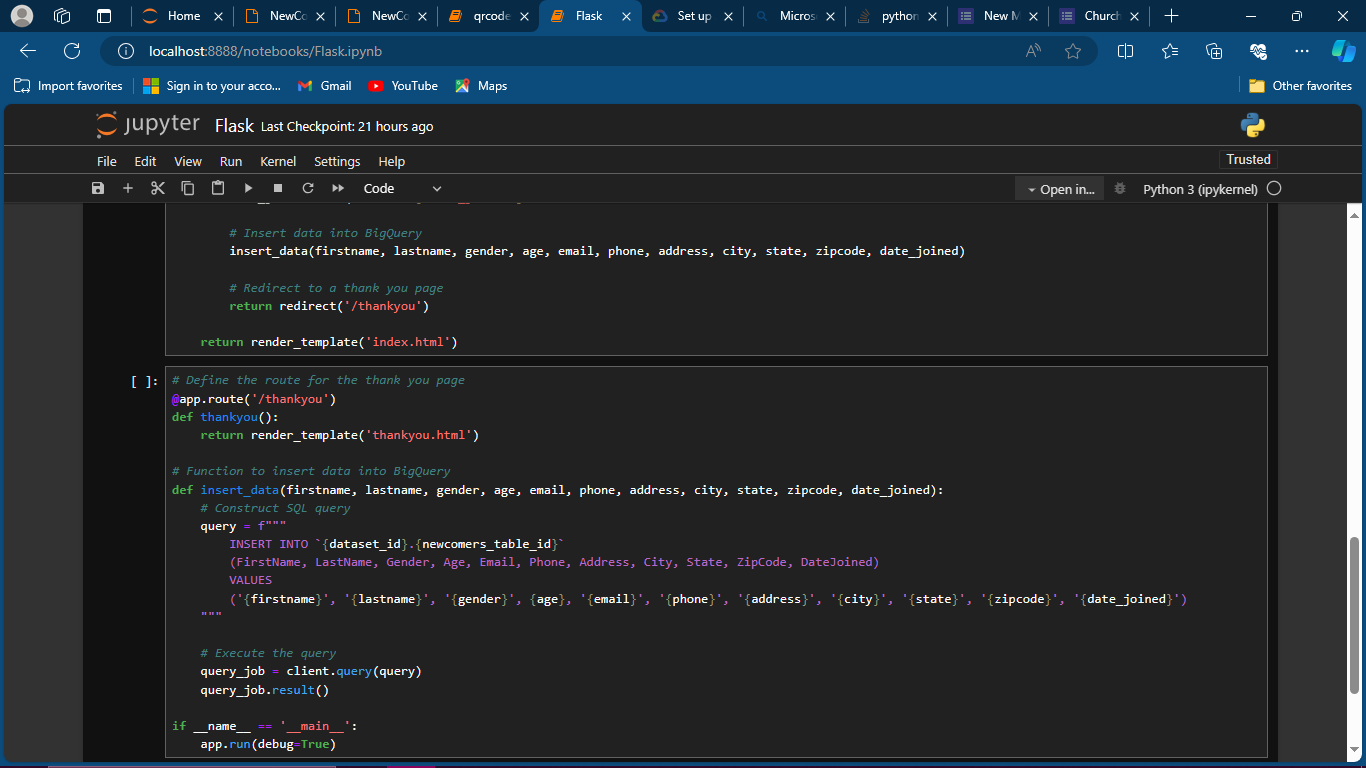 Home
NewCo
NewCo
qrcode
Flask
Set up
Micros
python
New M
Church
localhost:8888/notebooks/Flask.ipynb
Import favorites
Sign in to your acco...
Gmail
YouTube
Maps
Other favorites
jupyter Flask Last Checkpoint: 21 hours ago
File Edit View Run Kernel Settings Help
Trusted
Code
Open in...
Python 3 (ipykernel)
# Insert data into BigQuery
insert_data(firstname, lastname, gender, age, email, phone, address, city, state, zipcode, date_joined)
# Redirect to a thank you page
return redirect('/thankyou')
return render_template('index.html')
[ ]:
# Define the route for the thank you page
@app.route('/thankyou')
def thankyou():
return render_template('thankyou.html')
# Function to insert data into BigQuery
def insert_data(firstname, lastname, gender, age, email, phone, address, city, state, zipcode, date_joined):
# Construct SQL query
query = f"""
INSERT INTO `{dataset_id}.{newcomers_table_id}`
(FirstName, LastName, Gender, Age, Email, Phone, Address, City, State, ZipCode, DateJoined)
VALUES
('{firstname}', '{lastname}', '{gender}', {age}, '{email}', '{phone}', '{address}', '{city}', '{state}', '{zipcode}', '{date_joined}')
"""
# Execute the query
query_job = client.query(query)
query_job.result()
if __name__ == '__main__':
app.run(debug=True)